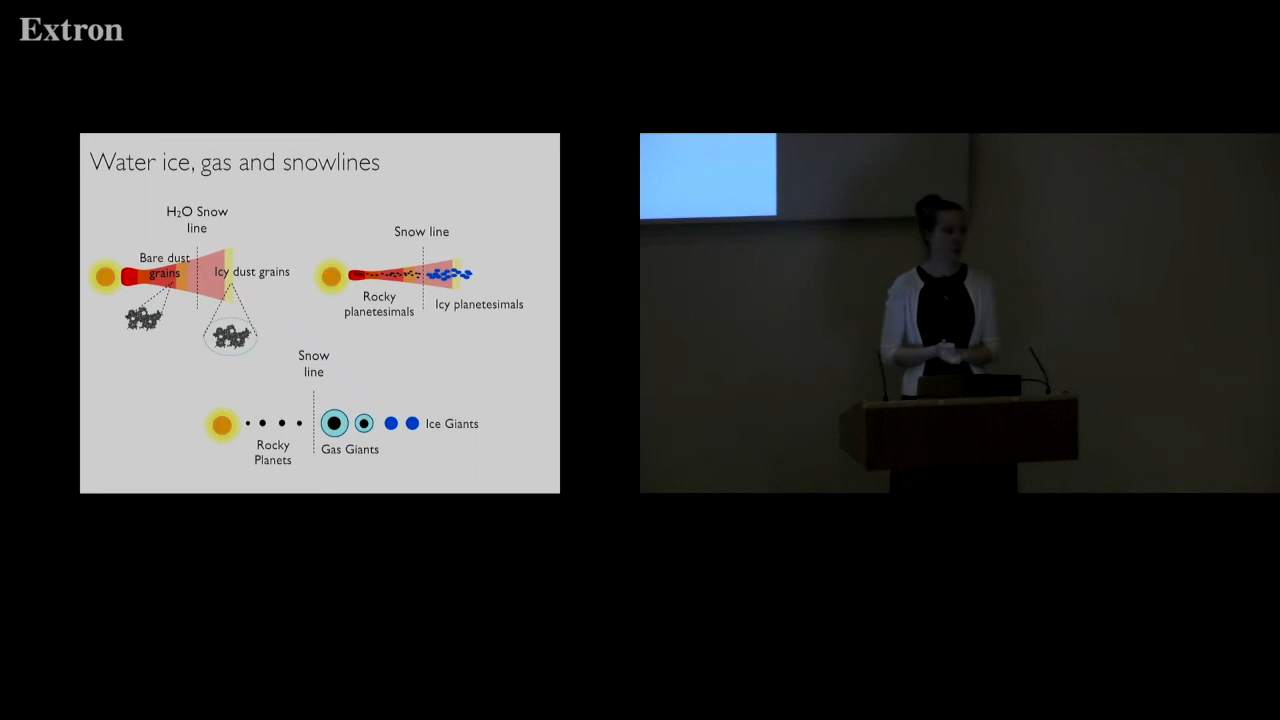 Extron
Water ice, gas and snowlines
H₂O Snow
line
Bare dust
grains
Icy dust grains
Snow line
Rocky
planetesimals
Icy planetesimals
Snow
line
Ice Giants
Rocky
Planets
Gas Giants